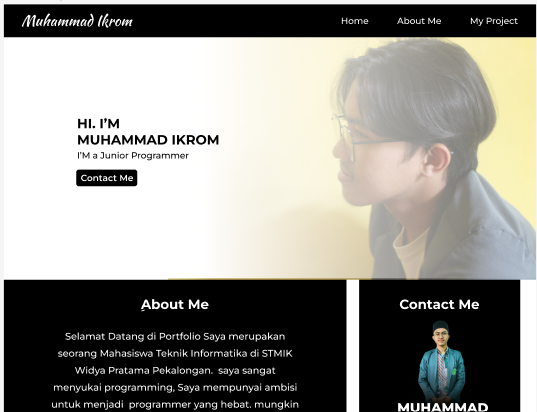 Muhammad Ikrom
Home About Me My Project
HI. I'M
MUHAMMAD IKROM
I'M a Junior Programmer
Contact Me
About Me
Selamat Datang di Portfolio Saya merupakan
seorang Mahasiswa Teknik Informatika di STMIK
Widya Pratama Pekalongan. saya sangat
menyukai programming, Saya mempunyai ambisi
untuk menjadi programmer yang hebat. mungkin
Contact Me
MUHAMMAD